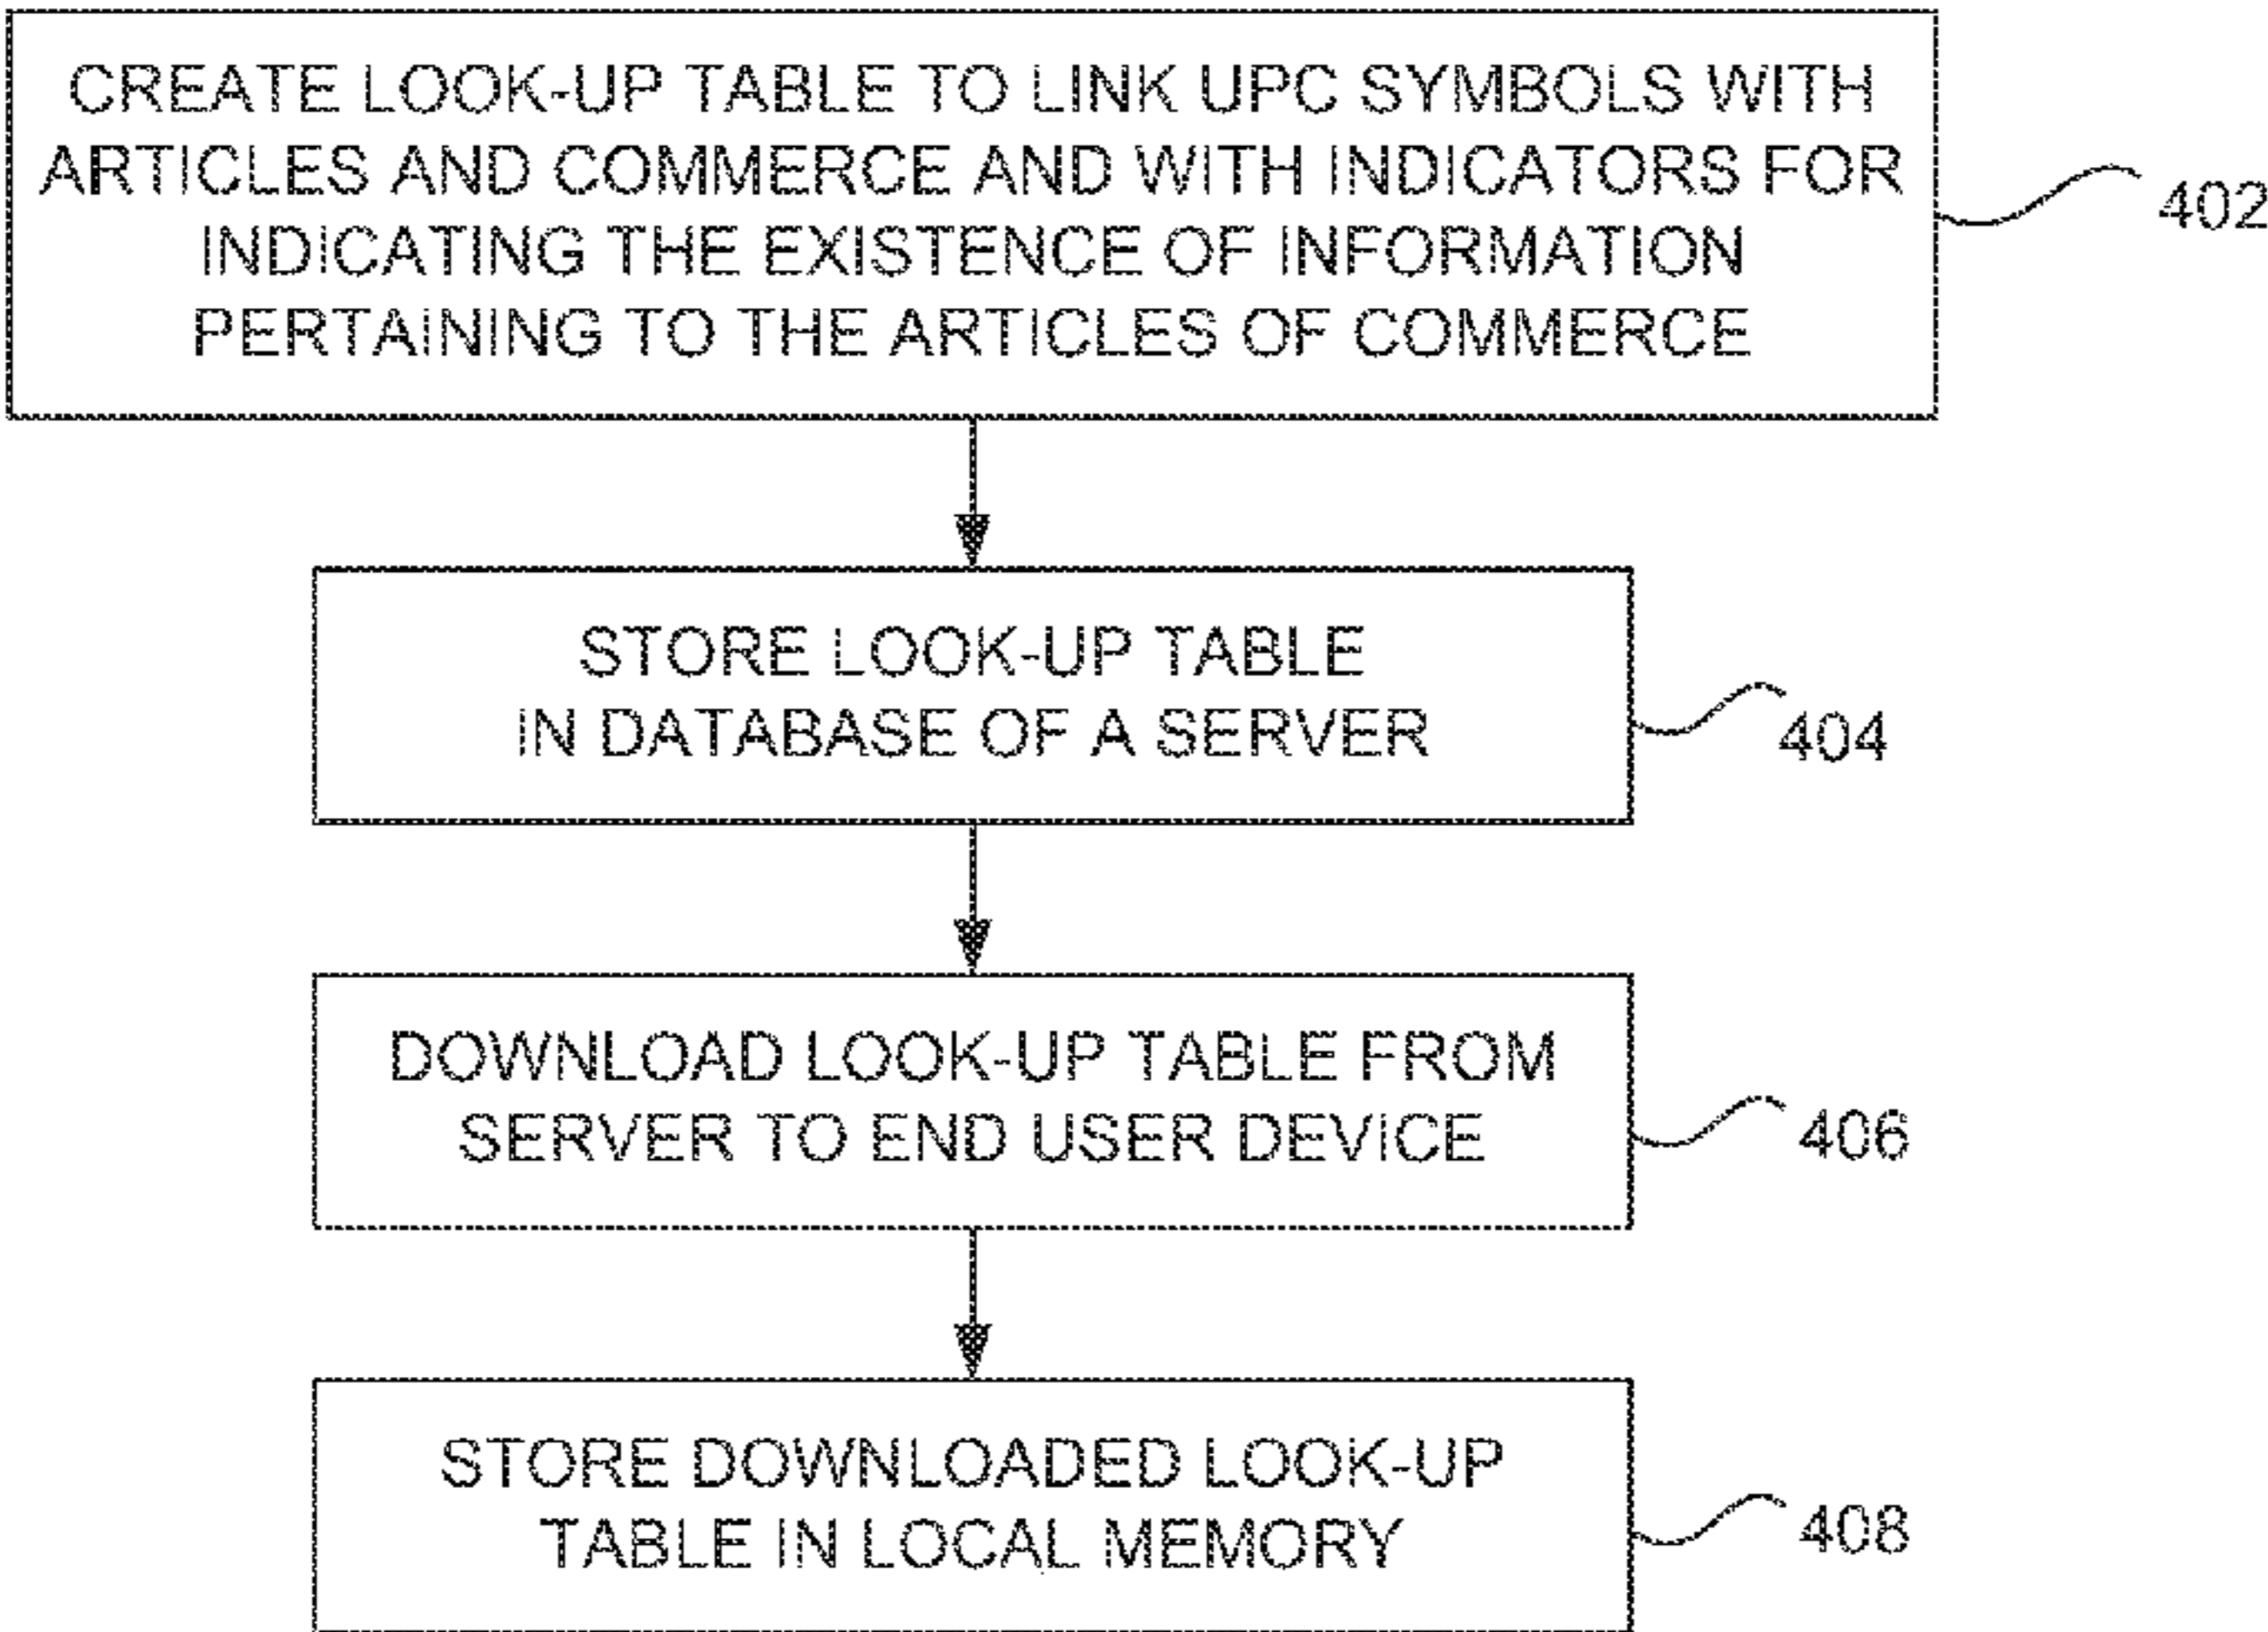 CREATE LOOK-UP TABLE TO LINK UPC SYMBOLS WITH
ARTICLES AND COMMERCE AND WITH INDICATORS FOR
INDICATING THE EXISTENCE OF INFORMATION
PERTAINING TO THE ARTICLES OF COMMERCE
402
STORE LOOK-UP TABLE
IN DATABASE OF A SERVER
404
DOWNLOAD LOOK-UP TABLE FROM
SERVER TO END USER DEVICE
406
STORE DOWNLOADED LOOK-UP
TABLE IN LOCAL MEMORY
408